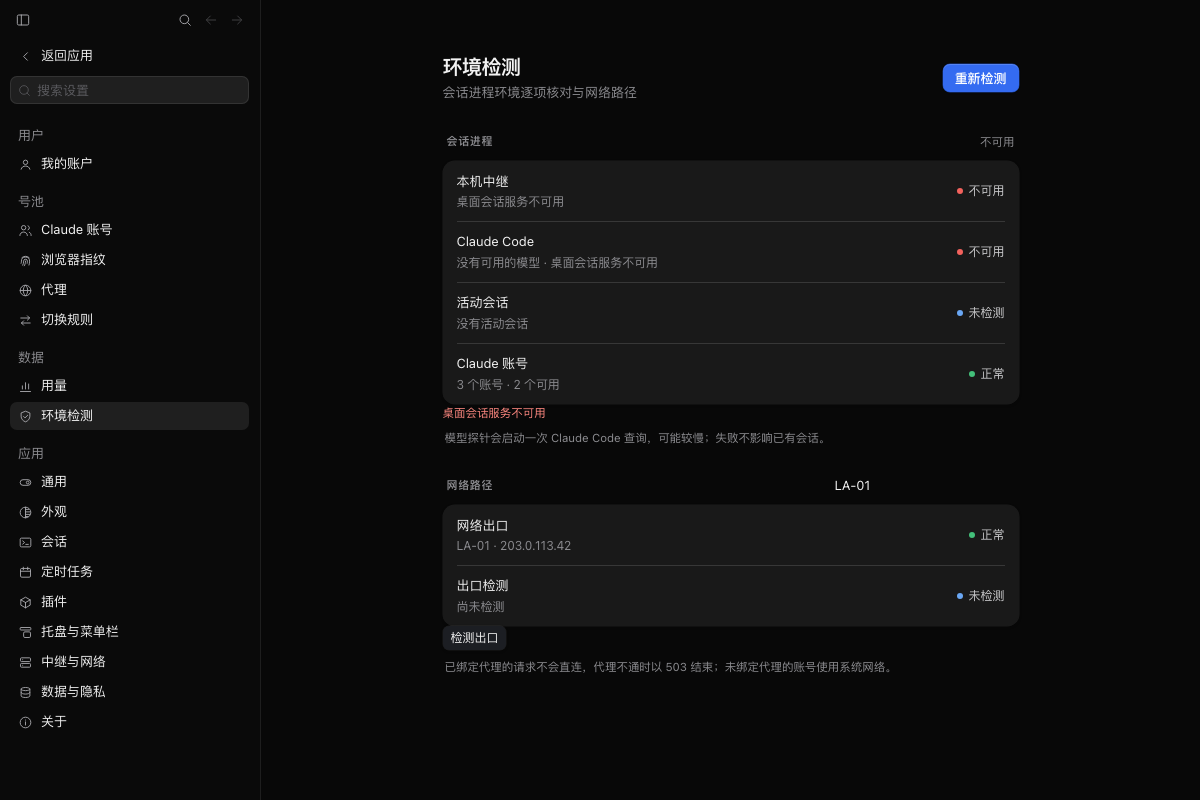 返回应用
搜索设置
用户
我的账户
号池
Claude 账号
浏览器指纹
代理
切换规则
数据
用量
环境检测
应用
通用
外观
会话
定时任务
插件
托盘与菜单栏
中继与网络
数据与隐私
关于
环境检测
会话进程环境逐项核对与网络路径
重新检测
会话进程
不可用
本机中继
桌面会话服务不可用
不可用
Claude Code
没有可用的模型 · 桌面会话服务不可用
不可用
活动会话
没有活动会话
未检测
Claude 账号
3 个账号 · 2 个可用
正常
桌面会话服务不可用
模型探针会启动一次 Claude Code 查询，可能较慢；失败不影响已有会话。
网络路径
LA-01
网络出口
LA-01 · 203.0.113.42
正常
出口检测
尚未检测
未检测
检测出口
已绑定代理的请求不会直连，代理不通时以 503 结束；未绑定代理的账号使用系统网络。